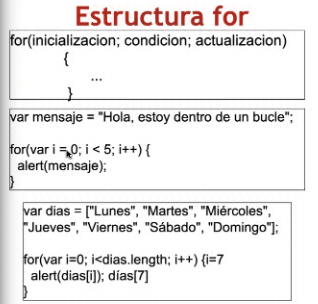 Estructura for
for(inicializacion; condicion; actualizacion)
{
...
}
var mensaje = "Hola, estoy dentro de un bucle";
for(var i = 0; i < 5; i++) {
alert(mensaje);
}
var dias = ["Lunes", "Martes", "Miércoles",
"Jueves", "Viernes", "Sábado", "Domingo"];
for(var i=0; i<dias.length; i++) {i=7
alert(dias[i]); días[7]
}